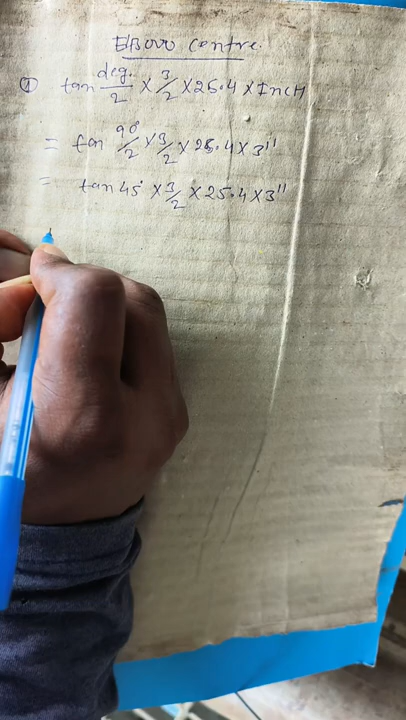 Elbow centre.
① tan deg./2 × 3/2 × 25.4 × IncH
= tan 90°/2 × 3/2 × 25.4 × 3"
= tan 45° × 3/2 × 25.4 × 3"